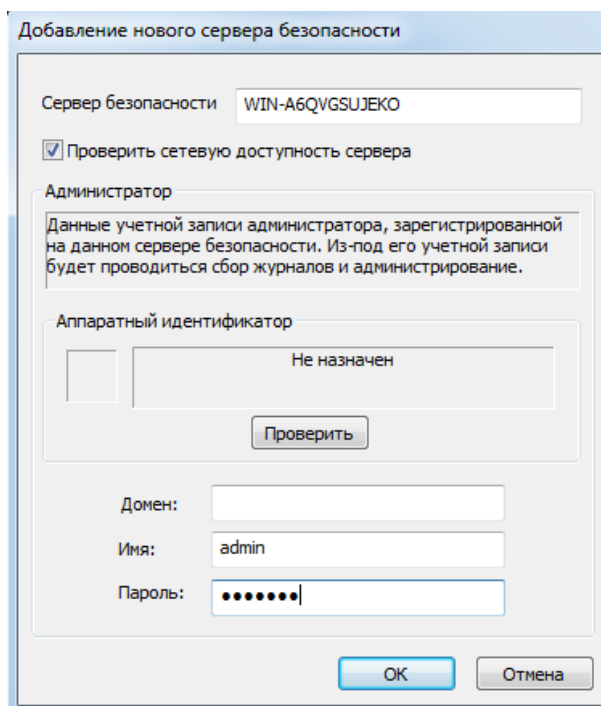 Добавление нового сервера безопасности
Сервер безопасности WIN-A6QVGSUJEKO
Проверить сетевую доступность сервера
Администратор
Данные учетной записи администратора, зарегистрированной
на данном сервере безопасности. Из-под его учетной записи
будет проводиться сбор журналов и администрирование.
Аппаратный идентификатор
Не назначен
Проверить
Домен:
Имя: admin
Пароль: ●●●●●●●
ОК Отмена